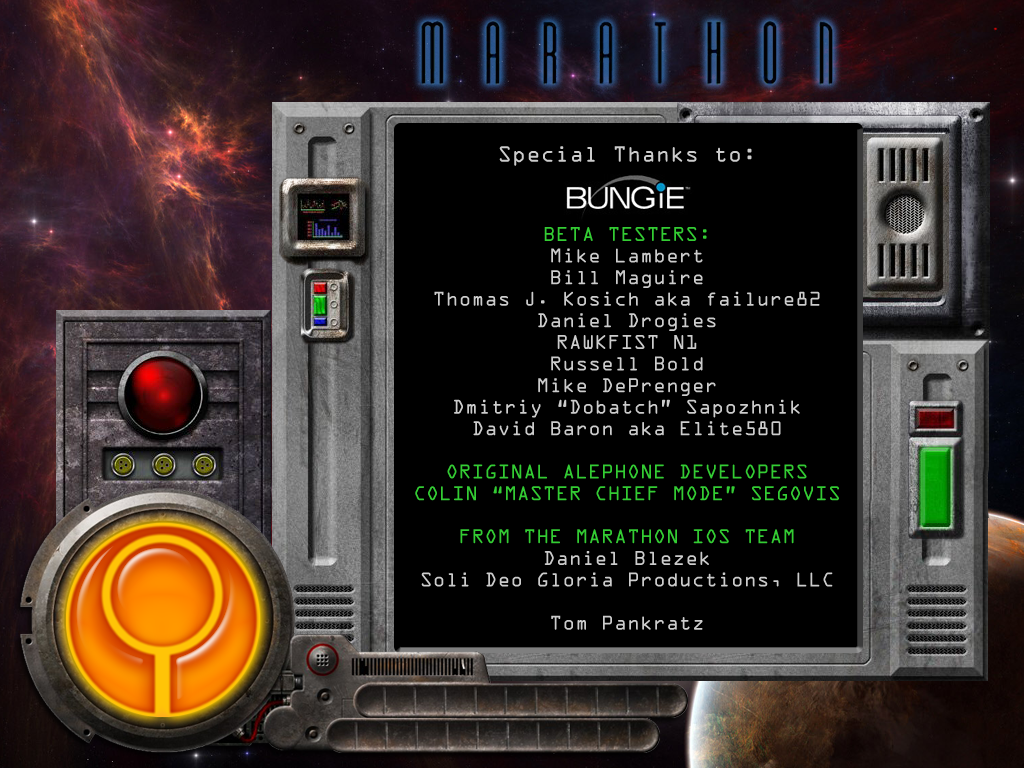 MARATHON
Special Thanks to:
BUNGiE™
BETA TESTERS:
Mike Lambert
Bill Maguire
Thomas J. Kosich aka failure82
Daniel Drogies
RAWKFIST N1
Russell Bold
Mike DePrenger
Dmitriy “Dobatch” Sapozhnik
David Baron aka Elite580
ORIGINAL ALEPHONE DEVELOPERS
COLIN “MASTER CHIEF MODE” SEGOVIS
FROM THE MARATHON IOS TEAM
Daniel Blezek
Soli Deo Gloria Productions, LLC
Tom Pankratz